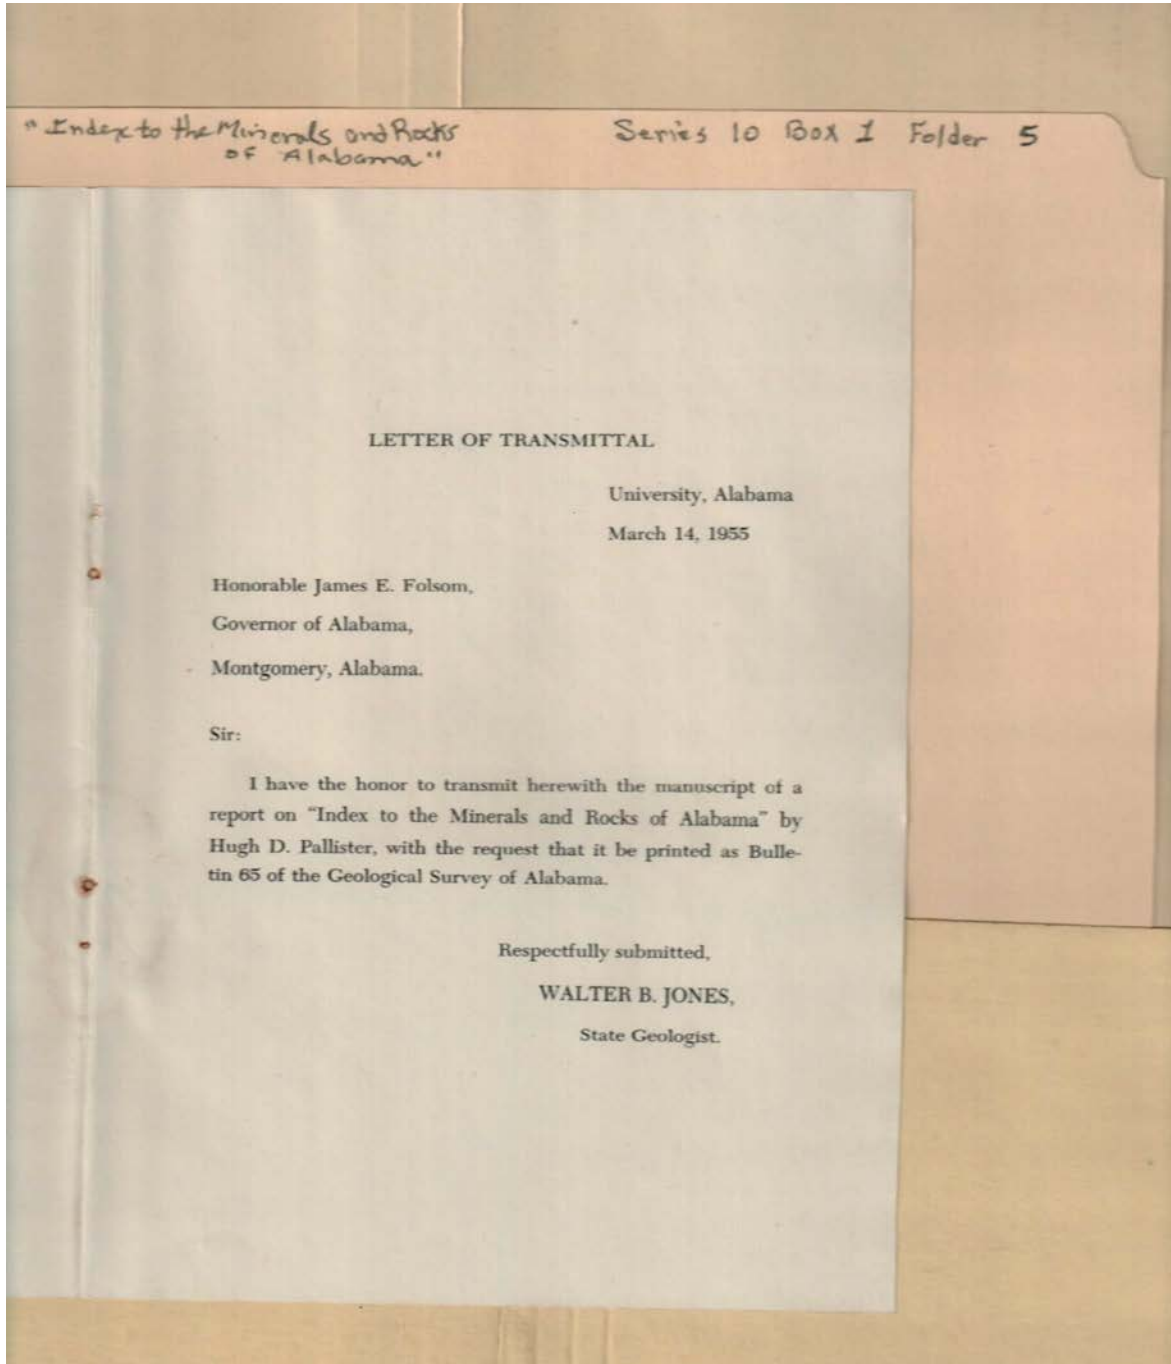 "Index to the Minerals and Rocks
of Alabama"
Series 10 Box 1 Folder 5
LETTER OF TRANSMITTAL
University, Alabama
March 14, 1955
Honorable James E. Folsom,
Governor of Alabama,
Montgomery, Alabama.
Sir:
I have the honor to transmit herewith the manuscript of a
report on "Index to the Minerals and Rocks of Alabama" by
Hugh D. Pallister, with the request that it be printed as Bulle-
tin 65 of the Geological Survey of Alabama.
Respectfully submitted,
WALTER B. JONES,
State Geologist.